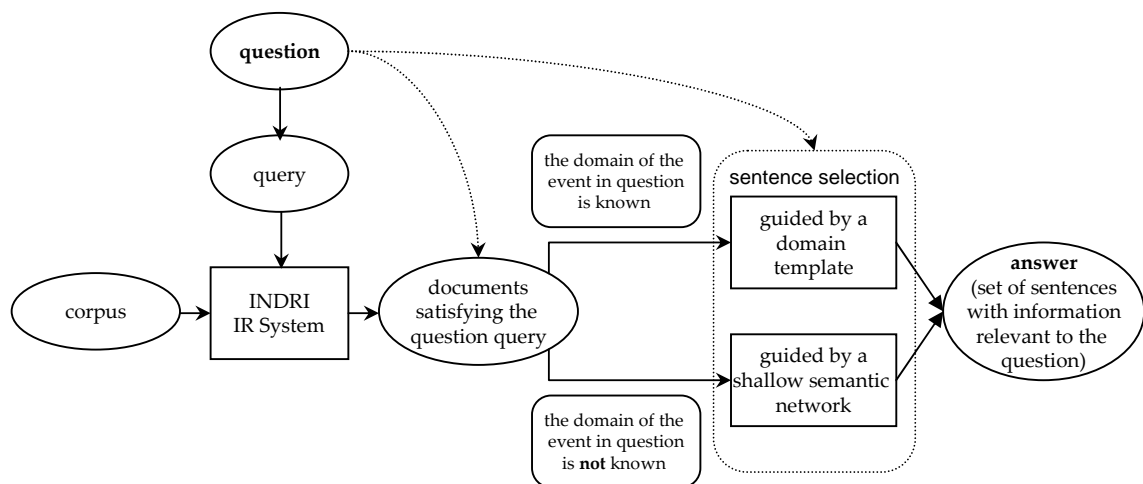 question
query
corpus
INDRI
IR System
documents
satisfying the
question query
the domain of the
event in question
is known
the domain of the
event in question
is not known
sentence selection
guided by a
domain
template
guided by a
shallow semantic
network
answer
(set of sentences
with information
relevant to the
question)